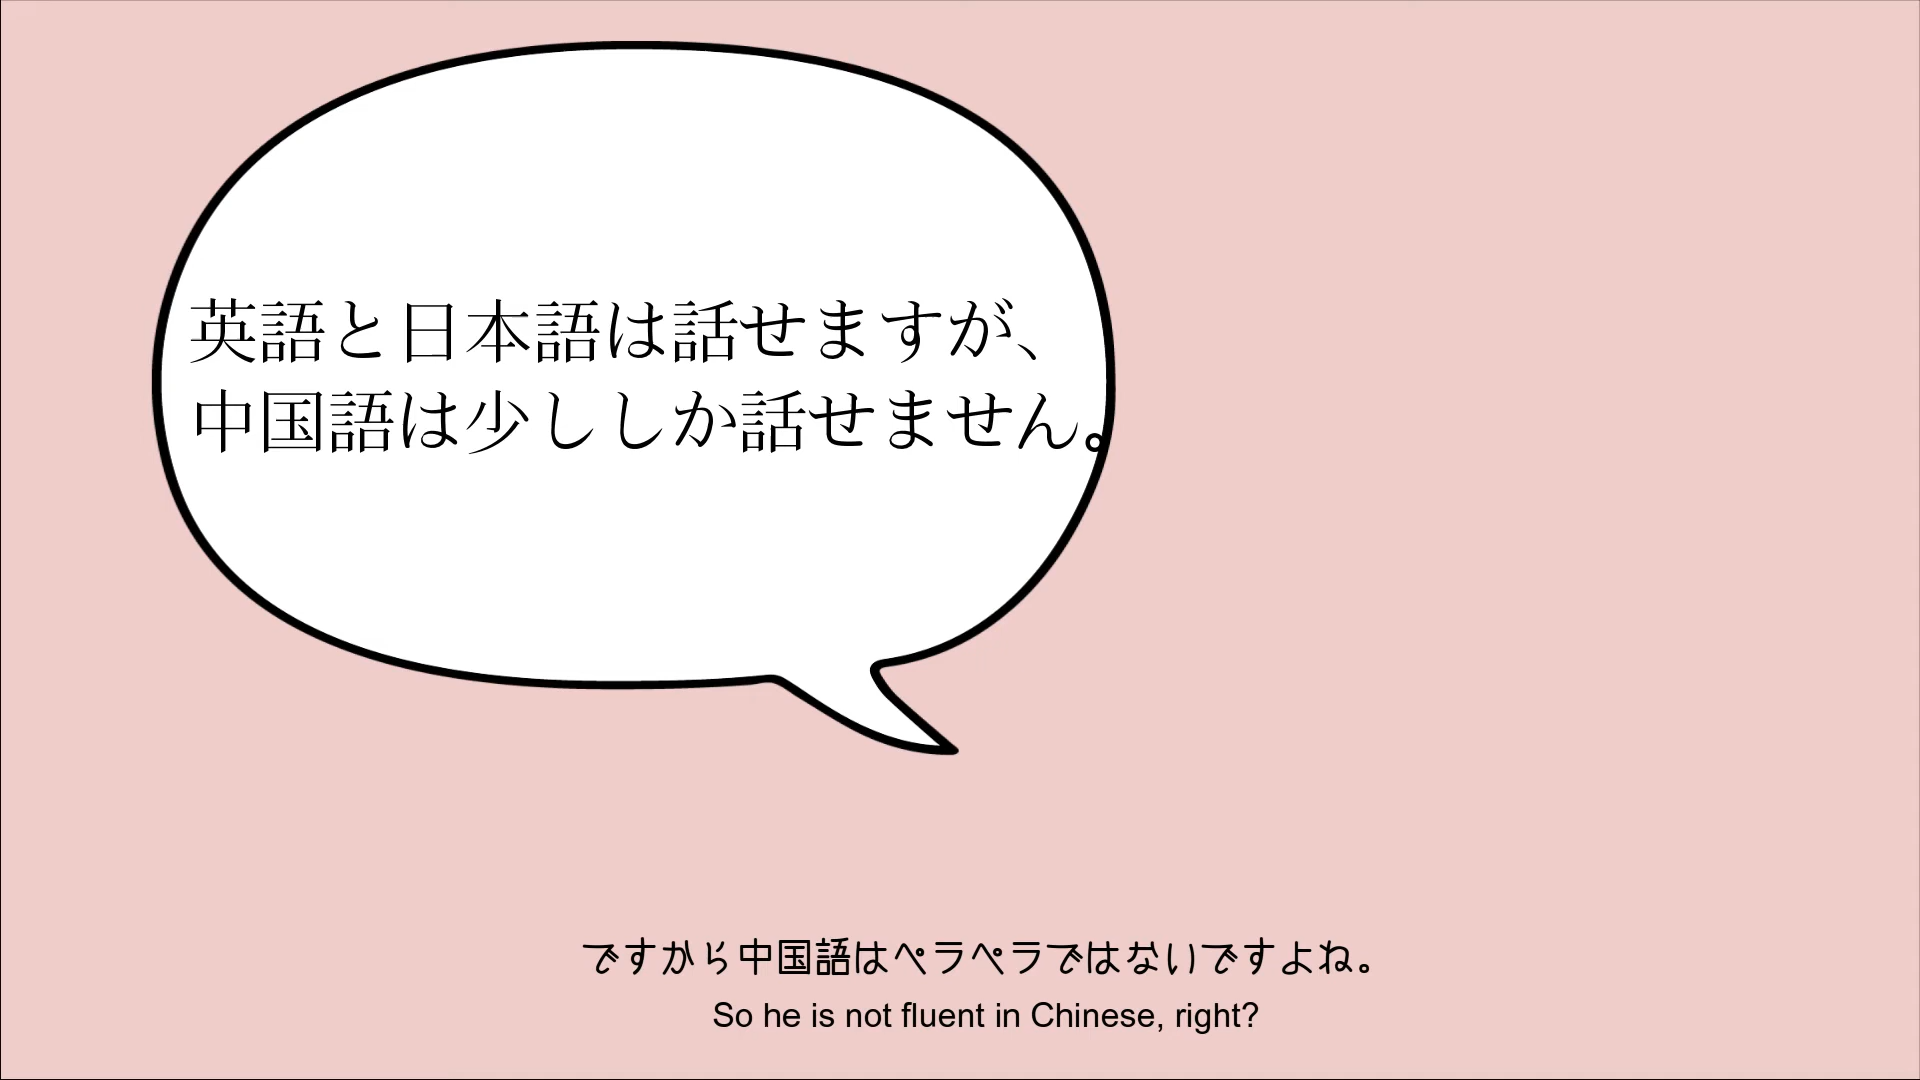 英語と日本語は話せますが、
中国語は少ししか話せません。
ですから中国語はペラペラではないですよね。
So he is not fluent in Chinese, right?